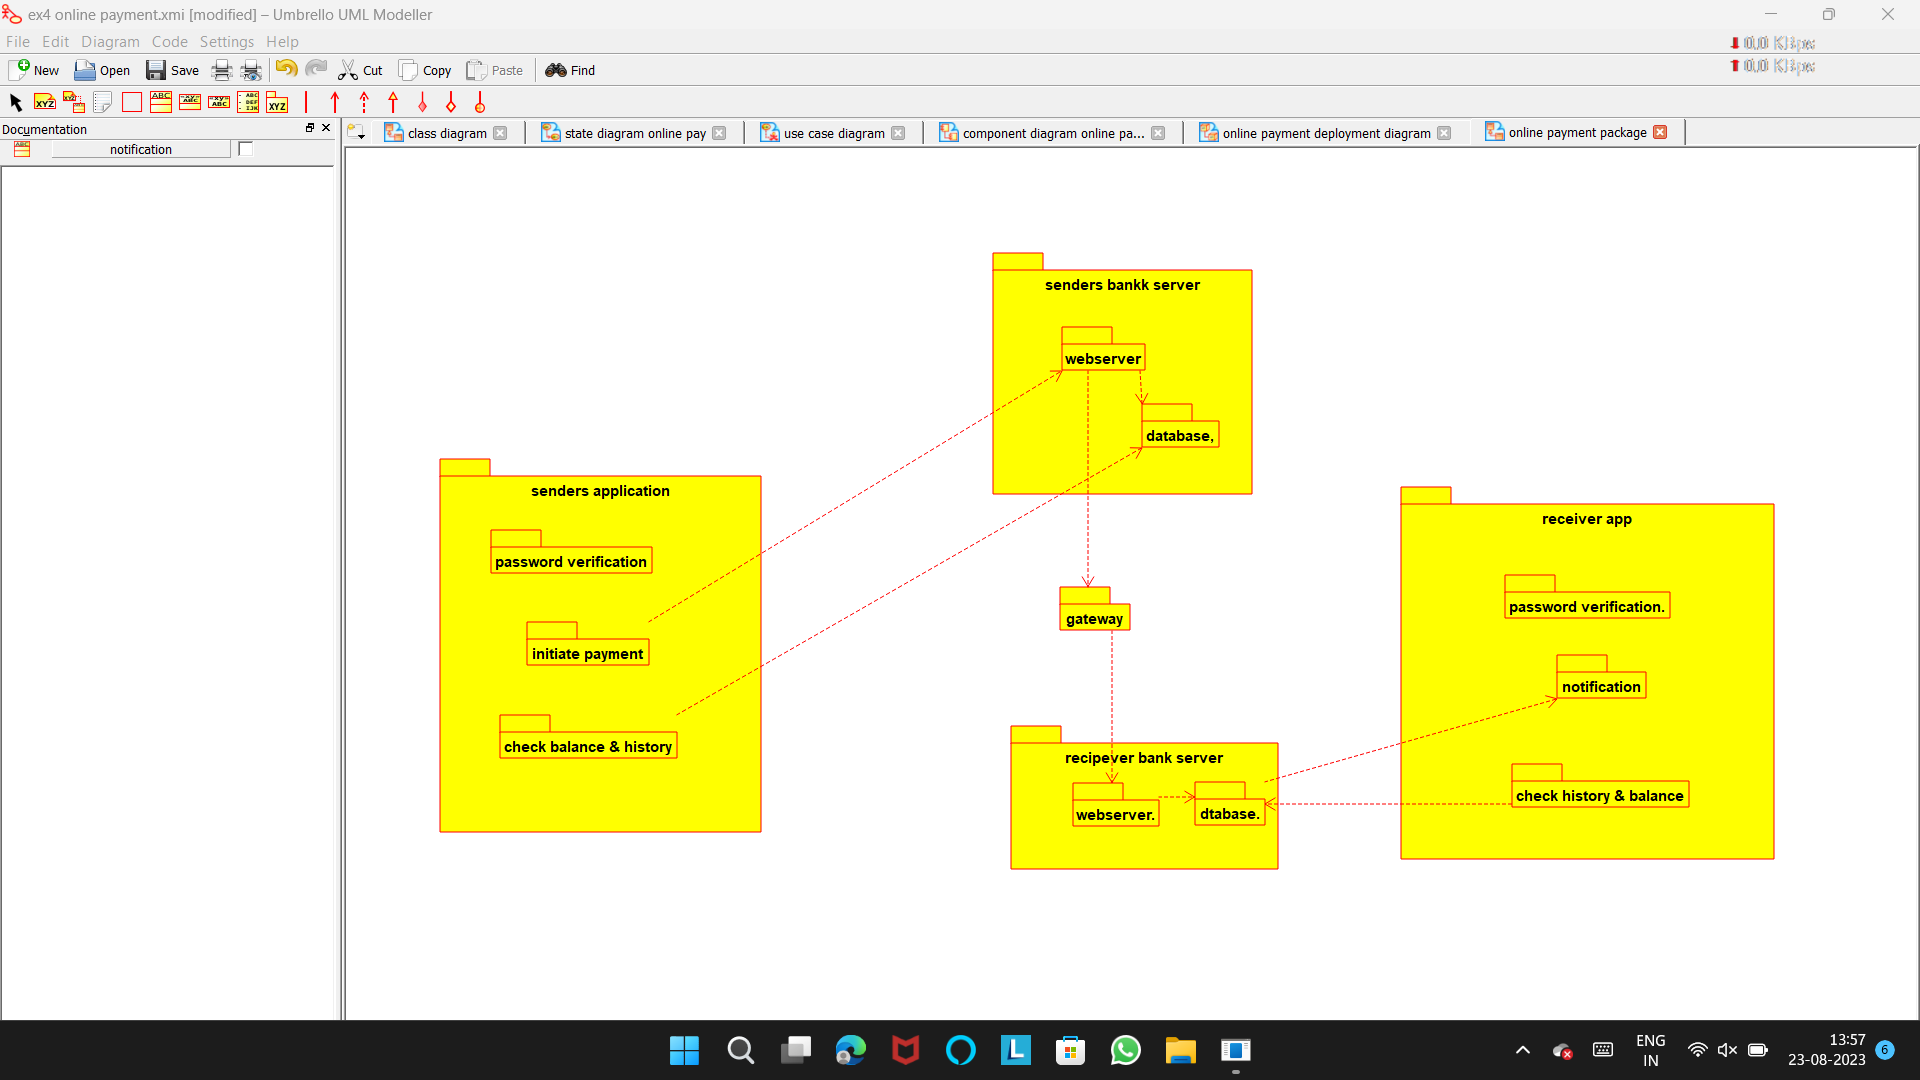 ex4 online payment.xmi [modified] – Umbrello UML Modeller
File Edit Diagram Code Settings Help
0.0 KBps
0.0 KBps
New Open Save Cut Copy Paste Find
Documentation
notification
class diagram
state diagram online pay
use case diagram
component diagram online pa...
online payment deployment diagram
online payment package
senders bankk server
webserver
database,
senders application
password verification
initiate payment
check balance & history
gateway
recipever bank server
webserver.
dtabase.
receiver app
password verification.
notification
check history & balance
ENG
IN
13:57
23-08-2023
6